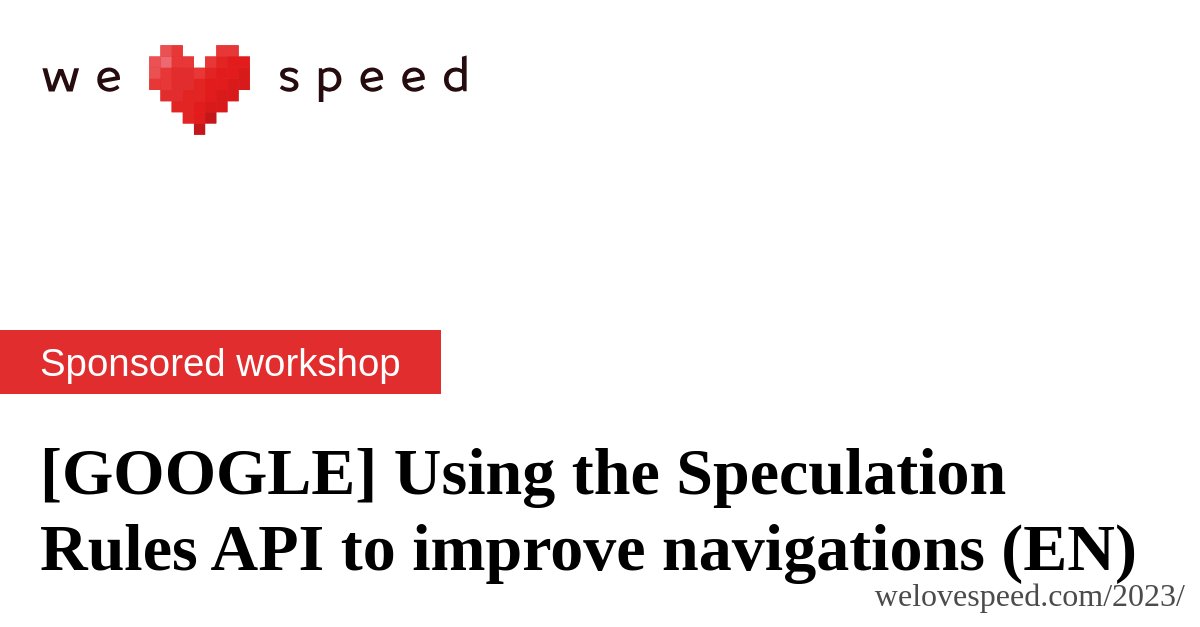 we speed
Sponsored workshop
[GOOGLE] Using the Speculation
Rules API to improve navigations (EN)
welovespeed.com/2023/